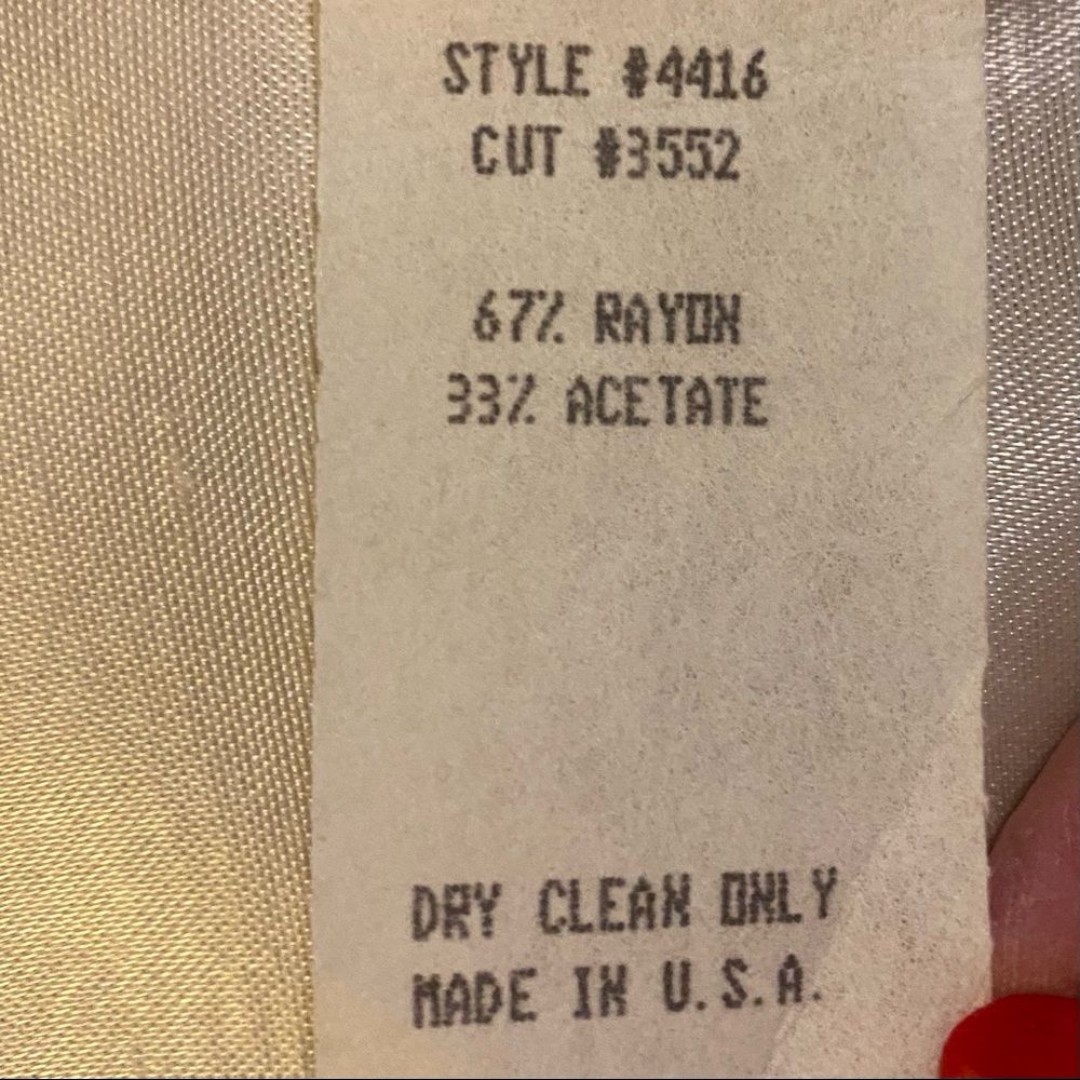 STYLE #4416
CUT #3552
67% RAYON
33% ACETATE
DRY CLEAN ONLY
MADE IN U.S.A.